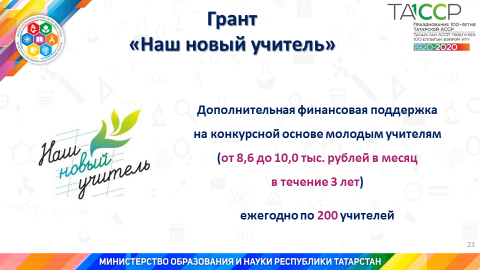 Грант
«Наш новый учитель»
ТАССР
Празднование 100-летия
Татарской АССР
1920-2020
Наш
новый
учитель
Дополнительная финансовая поддержка
на конкурсной основе молодым учителям
(от 8,6 до 10,0 тыс. рублей в месяц
в течение 3 лет)
ежегодно по 200 учителей
23
МИНИСТЕРСТВО ОБРАЗОВАНИЯ И НАУКИ РЕСПУБЛИКИ ТАТАРСТАН